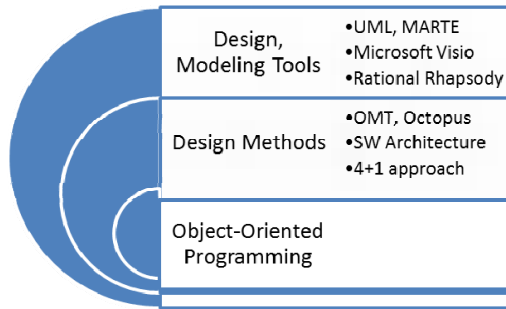 Design,
Modeling Tools
•UML, MARTE
•Microsoft Visio
•Rational Rhapsody
Design Methods
•OMT, Octopus
•SW Architecture
•4+1 approach
Object-Oriented
Programming